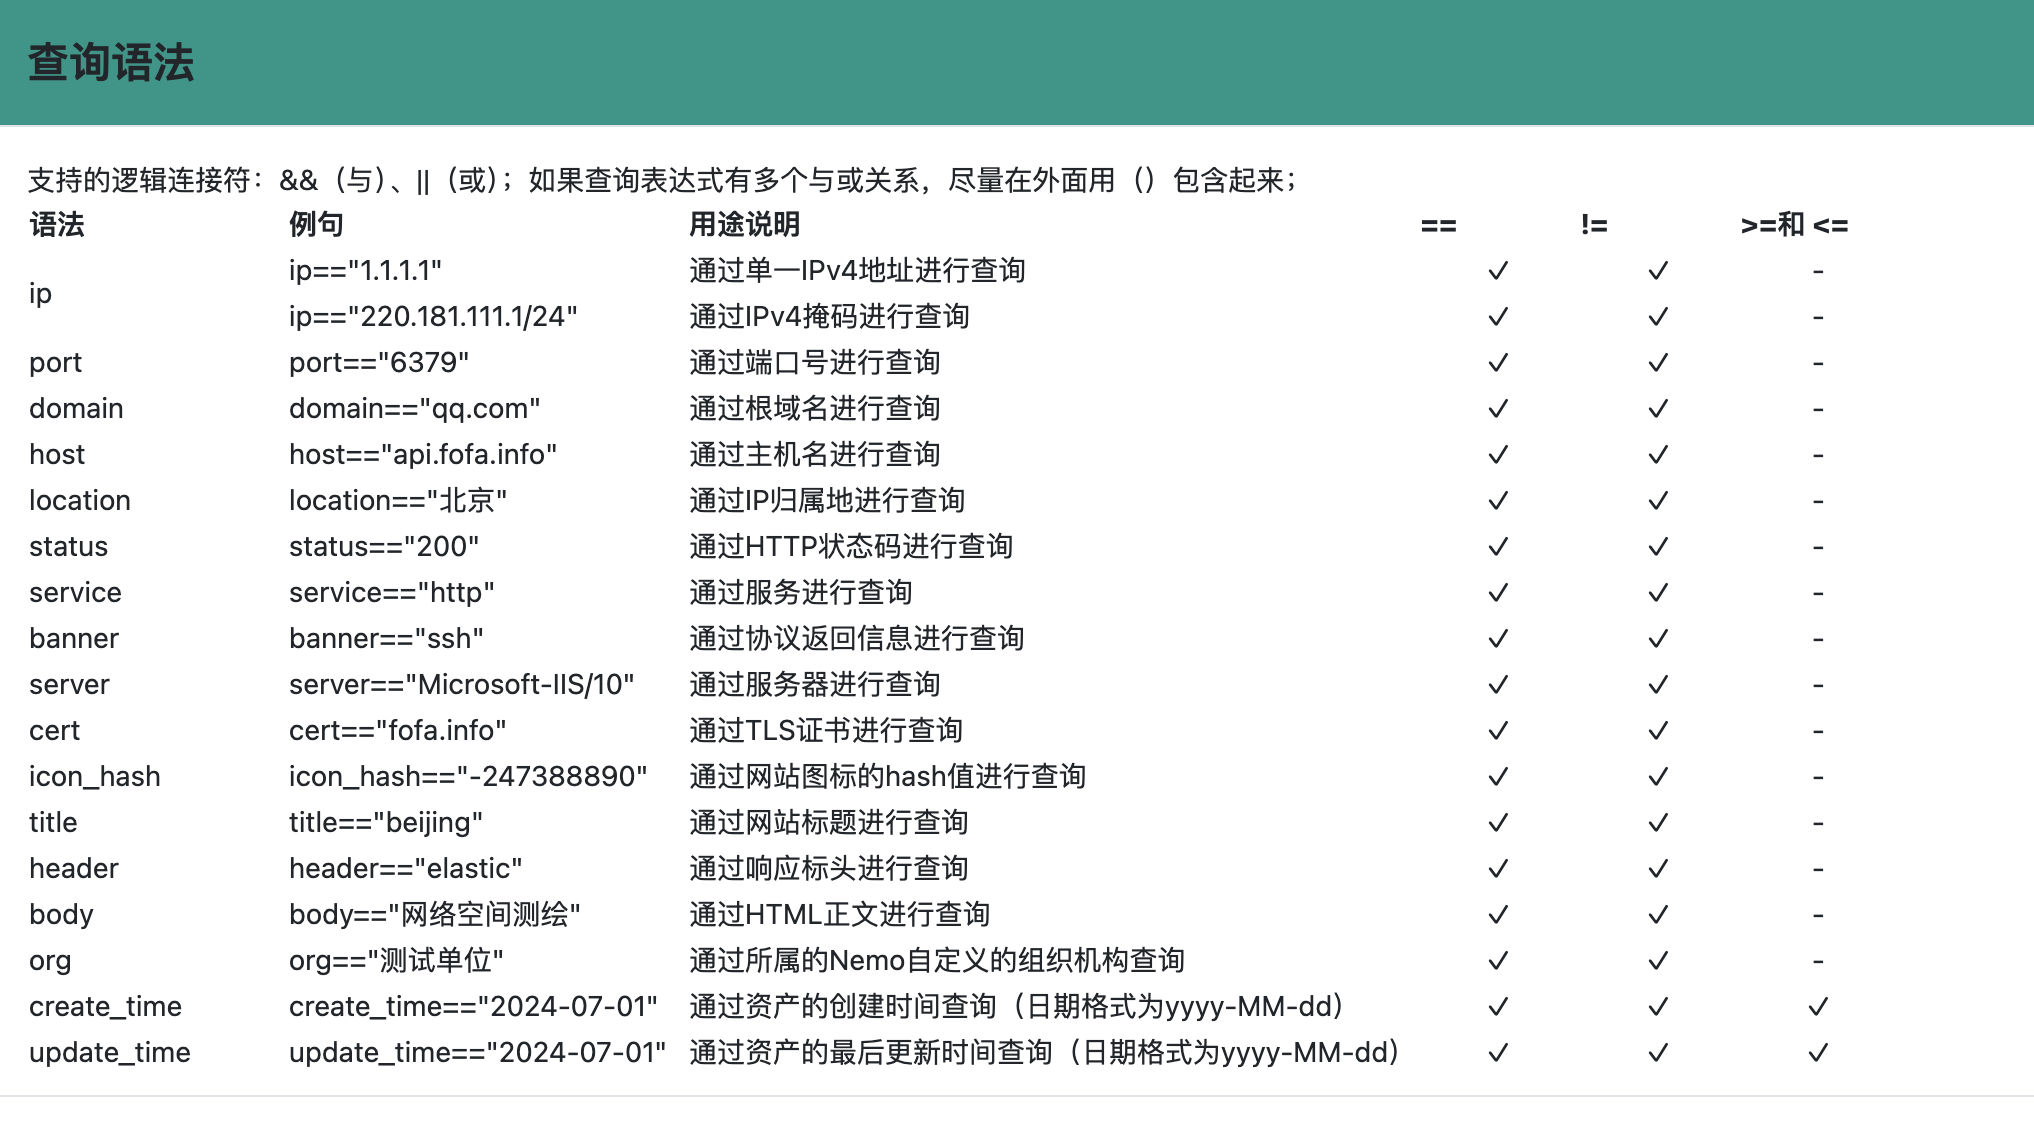 查询语法
支持的逻辑连接符：&&（与）、||（或）；如果查询表达式有多个与或关系，尽量在外面用（）包含起来；
语法 例句 用途说明 == != >=和 <=
ip ip=="1.1.1.1" 通过单一IPv4地址进行查询 ✓ ✓ -
ip=="220.181.111.1/24" 通过IPv4掩码进行查询 ✓ ✓ -
port port=="6379" 通过端口号进行查询 ✓ ✓ -
domain domain=="qq.com" 通过根域名进行查询 ✓ ✓ -
host host=="api.fofa.info" 通过主机名进行查询 ✓ ✓ -
location location=="北京" 通过IP归属地进行查询 ✓ ✓ -
status status=="200" 通过HTTP状态码进行查询 ✓ ✓ -
service service=="http" 通过服务进行查询 ✓ ✓ -
banner banner=="ssh" 通过协议返回信息进行查询 ✓ ✓ -
server server=="Microsoft-IIS/10" 通过服务器进行查询 ✓ ✓ -
cert cert=="fofa.info" 通过TLS证书进行查询 ✓ ✓ -
icon_hash icon_hash=="-247388890" 通过网站图标的hash值进行查询 ✓ ✓ -
title title=="beijing" 通过网站标题进行查询 ✓ ✓ -
header header=="elastic" 通过响应标头进行查询 ✓ ✓ -
body body=="网络空间测绘" 通过HTML正文进行查询 ✓ ✓ -
org org=="测试单位" 通过所属的Nemo自定义的组织机构查询 ✓ ✓ -
create_time create_time=="2024-07-01" 通过资产的创建时间查询（日期格式为yyyy-MM-dd） ✓ ✓ ✓
update_time update_time=="2024-07-01" 通过资产的最后更新时间查询（日期格式为yyyy-MM-dd） ✓ ✓ ✓